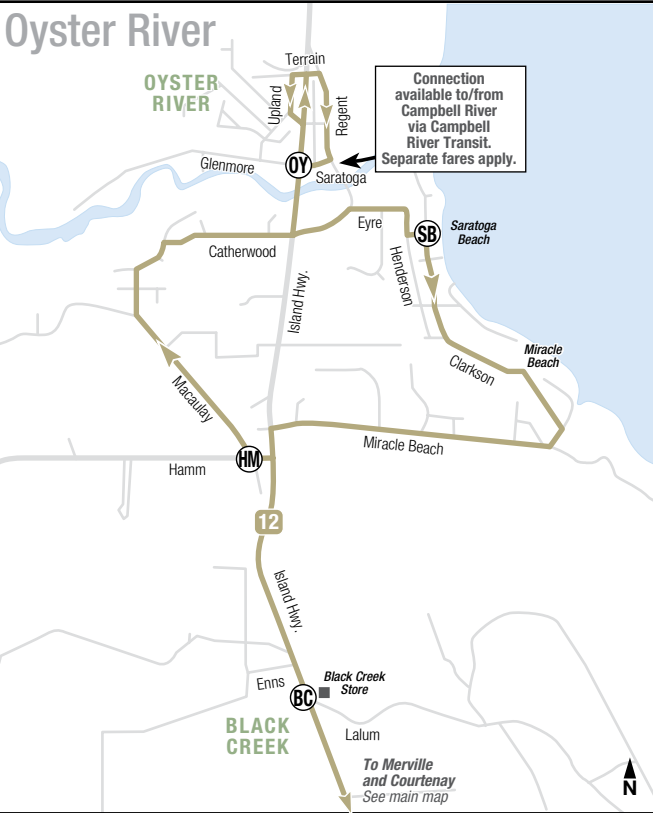 Oyster River
Terrain
OYSTER
RIVER
Upland
Regent
Connection
available to/from
Campbell River
via Campbell
River Transit.
Separate fares apply.
Glenmore
OY
Saratoga
Eyre
SB
Saratoga
Beach
Catherwood
Henderson
Island Hwy.
Miracle
Beach
Clarkson
Macaulay
Miracle Beach
HM
Hamm
12
Island Hwy.
Enns
Black Creek
Store
BC
BLACK
CREEK
Lalum
To Merville
and Courtenay
See main map
N